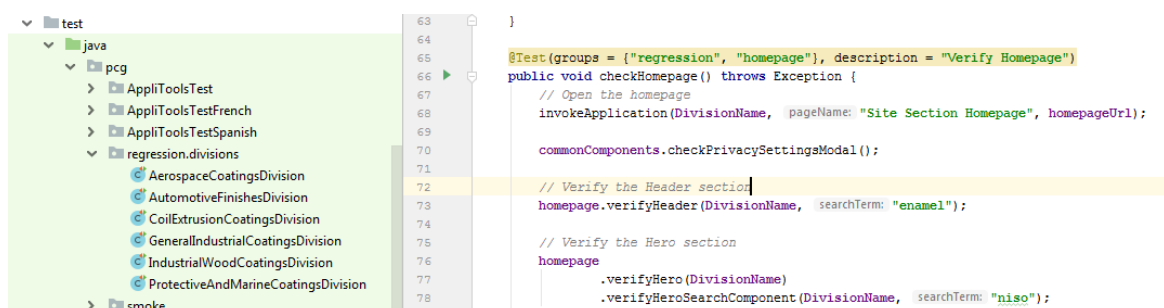 test
java
pcg
AppliToolsTest
AppliToolsTestFrench
AppliToolsTestSpanish
regression.divisions
AerospaceCoatingsDivision
AutomotiveFinishesDivision
CoilExtrusionCoatingsDivision
GeneralIndustrialCoatingsDivision
IndustrialWoodCoatingsDivision
ProtectiveAndMarineCoatingsDivision
smoke
63 }
64
65 @Test(groups = {"regression", "homepage"}, description = "Verify Homepage")
66 public void checkHomepage() throws Exception {
67 // Open the homepage
68 invokeApplication(DivisionName, pageName: "Site Section Homepage", homepageUrl);
69
70 commonComponents.checkPrivacySettingsModal();
71
72 // Verify the Header section
73 homepage.verifyHeader(DivisionName, searchTerm: "enamel");
74
75 // Verify the Hero section
76 homepage
77 .verifyHero(DivisionName)
78 .verifyHeroSearchComponent(DivisionName, searchTerm: "niso");